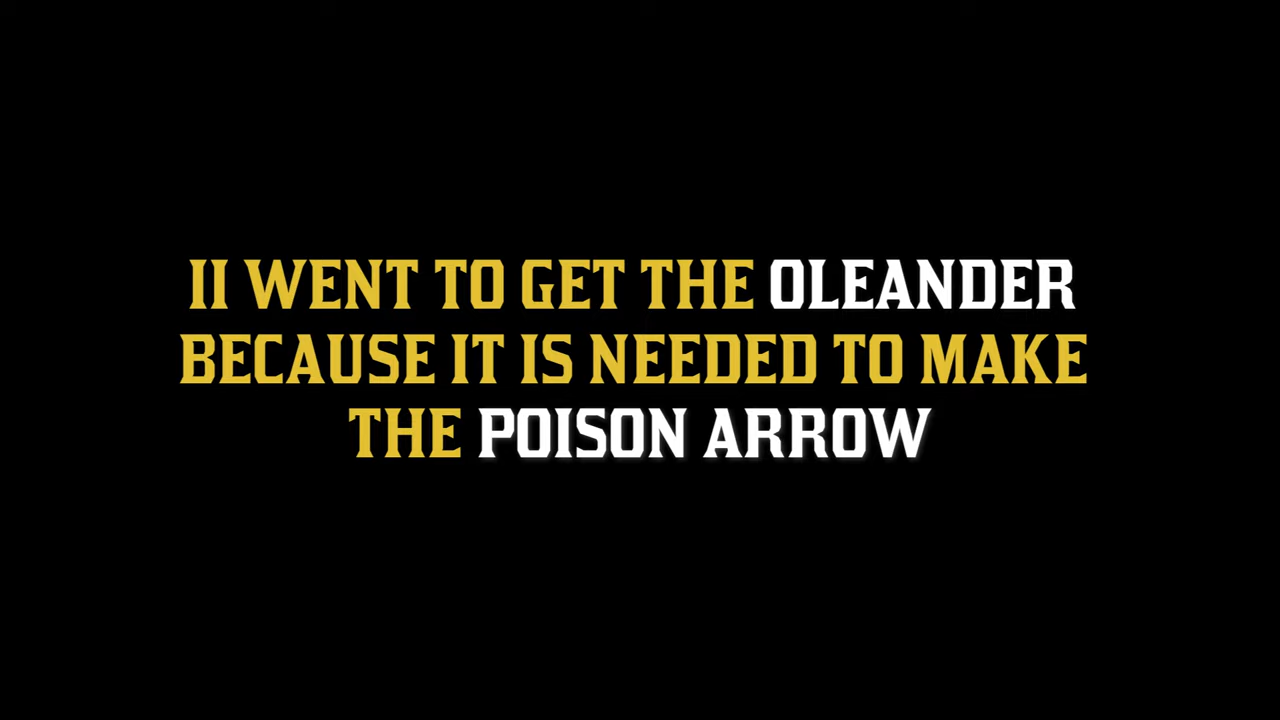 II WENT TO GET THE OLEANDER
BECAUSE IT IS NEEDED TO MAKE
THE POISON ARROW